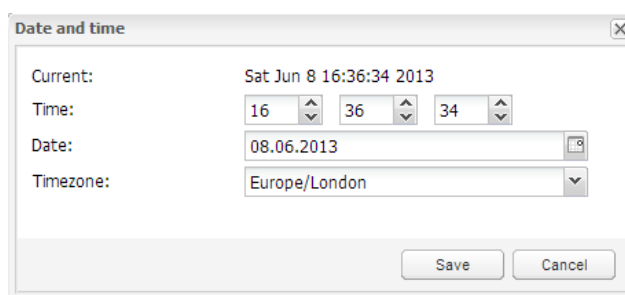 Date and time
Current: Sat Jun 8 16:36:34 2013
Time: 16 36 34
Date: 08.06.2013
Timezone: Europe/London
Save Cancel